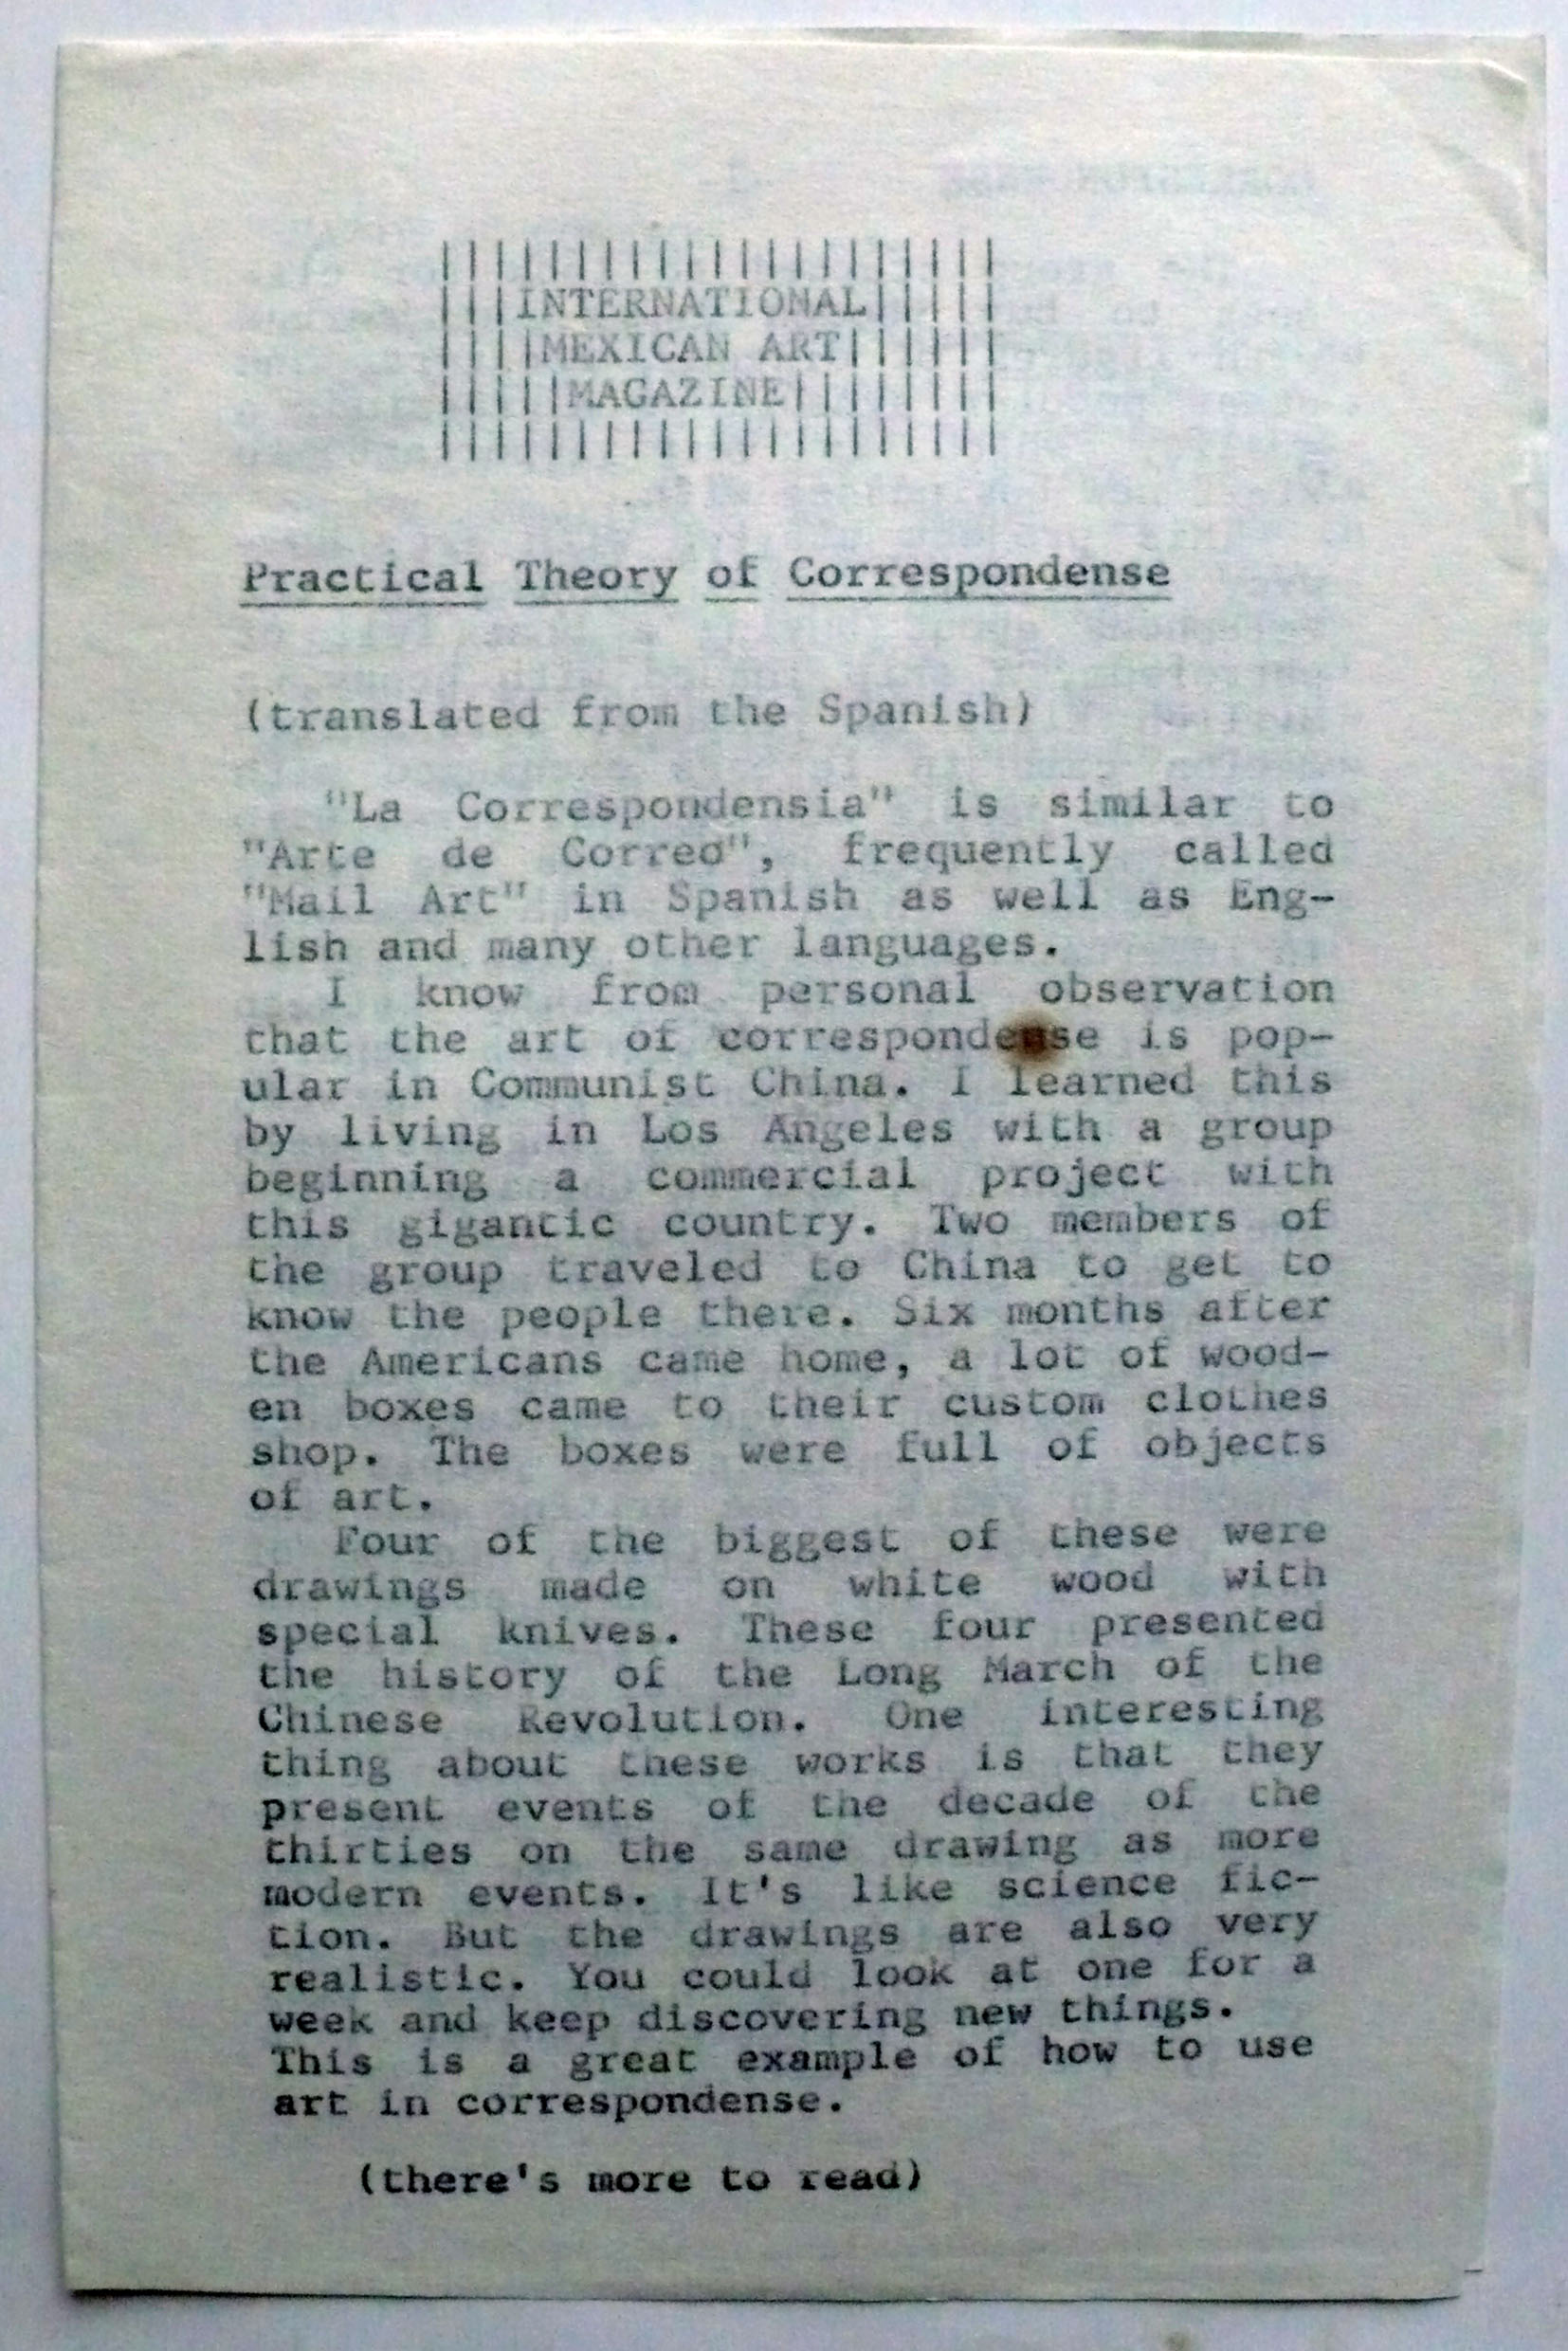 INTERNATIONAL
MEXICAN ART
MAGAZINE
Practical Theory of Correspondense
(translated from the Spanish)
"La Correspondensia" is similar to
"Arte de Correo", frequently called
"Mail Art" in Spanish as well as Eng-
lish and many other languages.
I know from personal observation
that the art of correspondense is pop-
ular in Communist China. I learned this
by living in Los Angeles with a group
beginning a commercial project with
this gigantic country. Two members of
the group traveled to China to get to
know the people there. Six months after
the Americans came home, a lot of wood-
en boxes came to their custom clothes
shop. The boxes were full of objects
of art.
Four of the biggest of these were
drawings made on white wood with
special knives. These four presented
the history of the Long March of the
Chinese Revolution. One interesting
thing about these works is that they
present events of the decade of the
thirties on the same drawing as more
modern events. It's like science fic-
tion. But the drawings are also very
realistic. You could look at one for a
week and keep discovering new things.
This is a great example of how to use
art in correspondense.
(there's more to read)